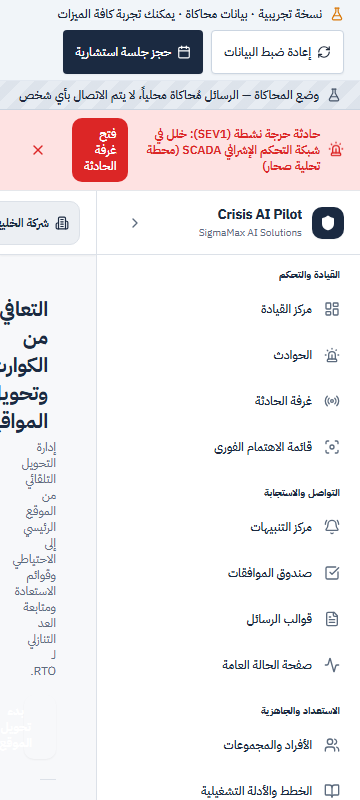 نسخة تجريبية · بيانات محاكاة · يمكنك تجربة كافة الميزات
إعادة ضبط البيانات
حجز جلسة استشارية
وضع المحاكاة — الرسائل مُحاكاة محلياً، لا يتم الاتصال بأي شخص
حادثة حرجة نشطة (SEV1): خلل في
شبكة التحكم الإشرافي SCADA (محطة
تحلية صحار)
فتح
غرفة
الحادثة
Crisis AI Pilot
SigmaMax AI Solutions
القيادة والتحكم
مركز القيادة
الحوادث
غرفة الحادثة
قائمة الاهتمام الفوري
التواصل والاستجابة
مركز التنبيهات
صندوق الموافقات
قوالب الرسائل
صفحة الحالة العامة
الاستعداد والجاهزية
الأفراد والمجموعات
الخطط والأدلة التشغيلية
شركة
التعافي
من
وتحويل
إدارة
التحويل
التلقائي
من
الموقع
الرئيسي
إلى
الاحتياطي
وقوائم
الاستعادة
ومتابعة
العد
التنازلي
لـ
RTO.